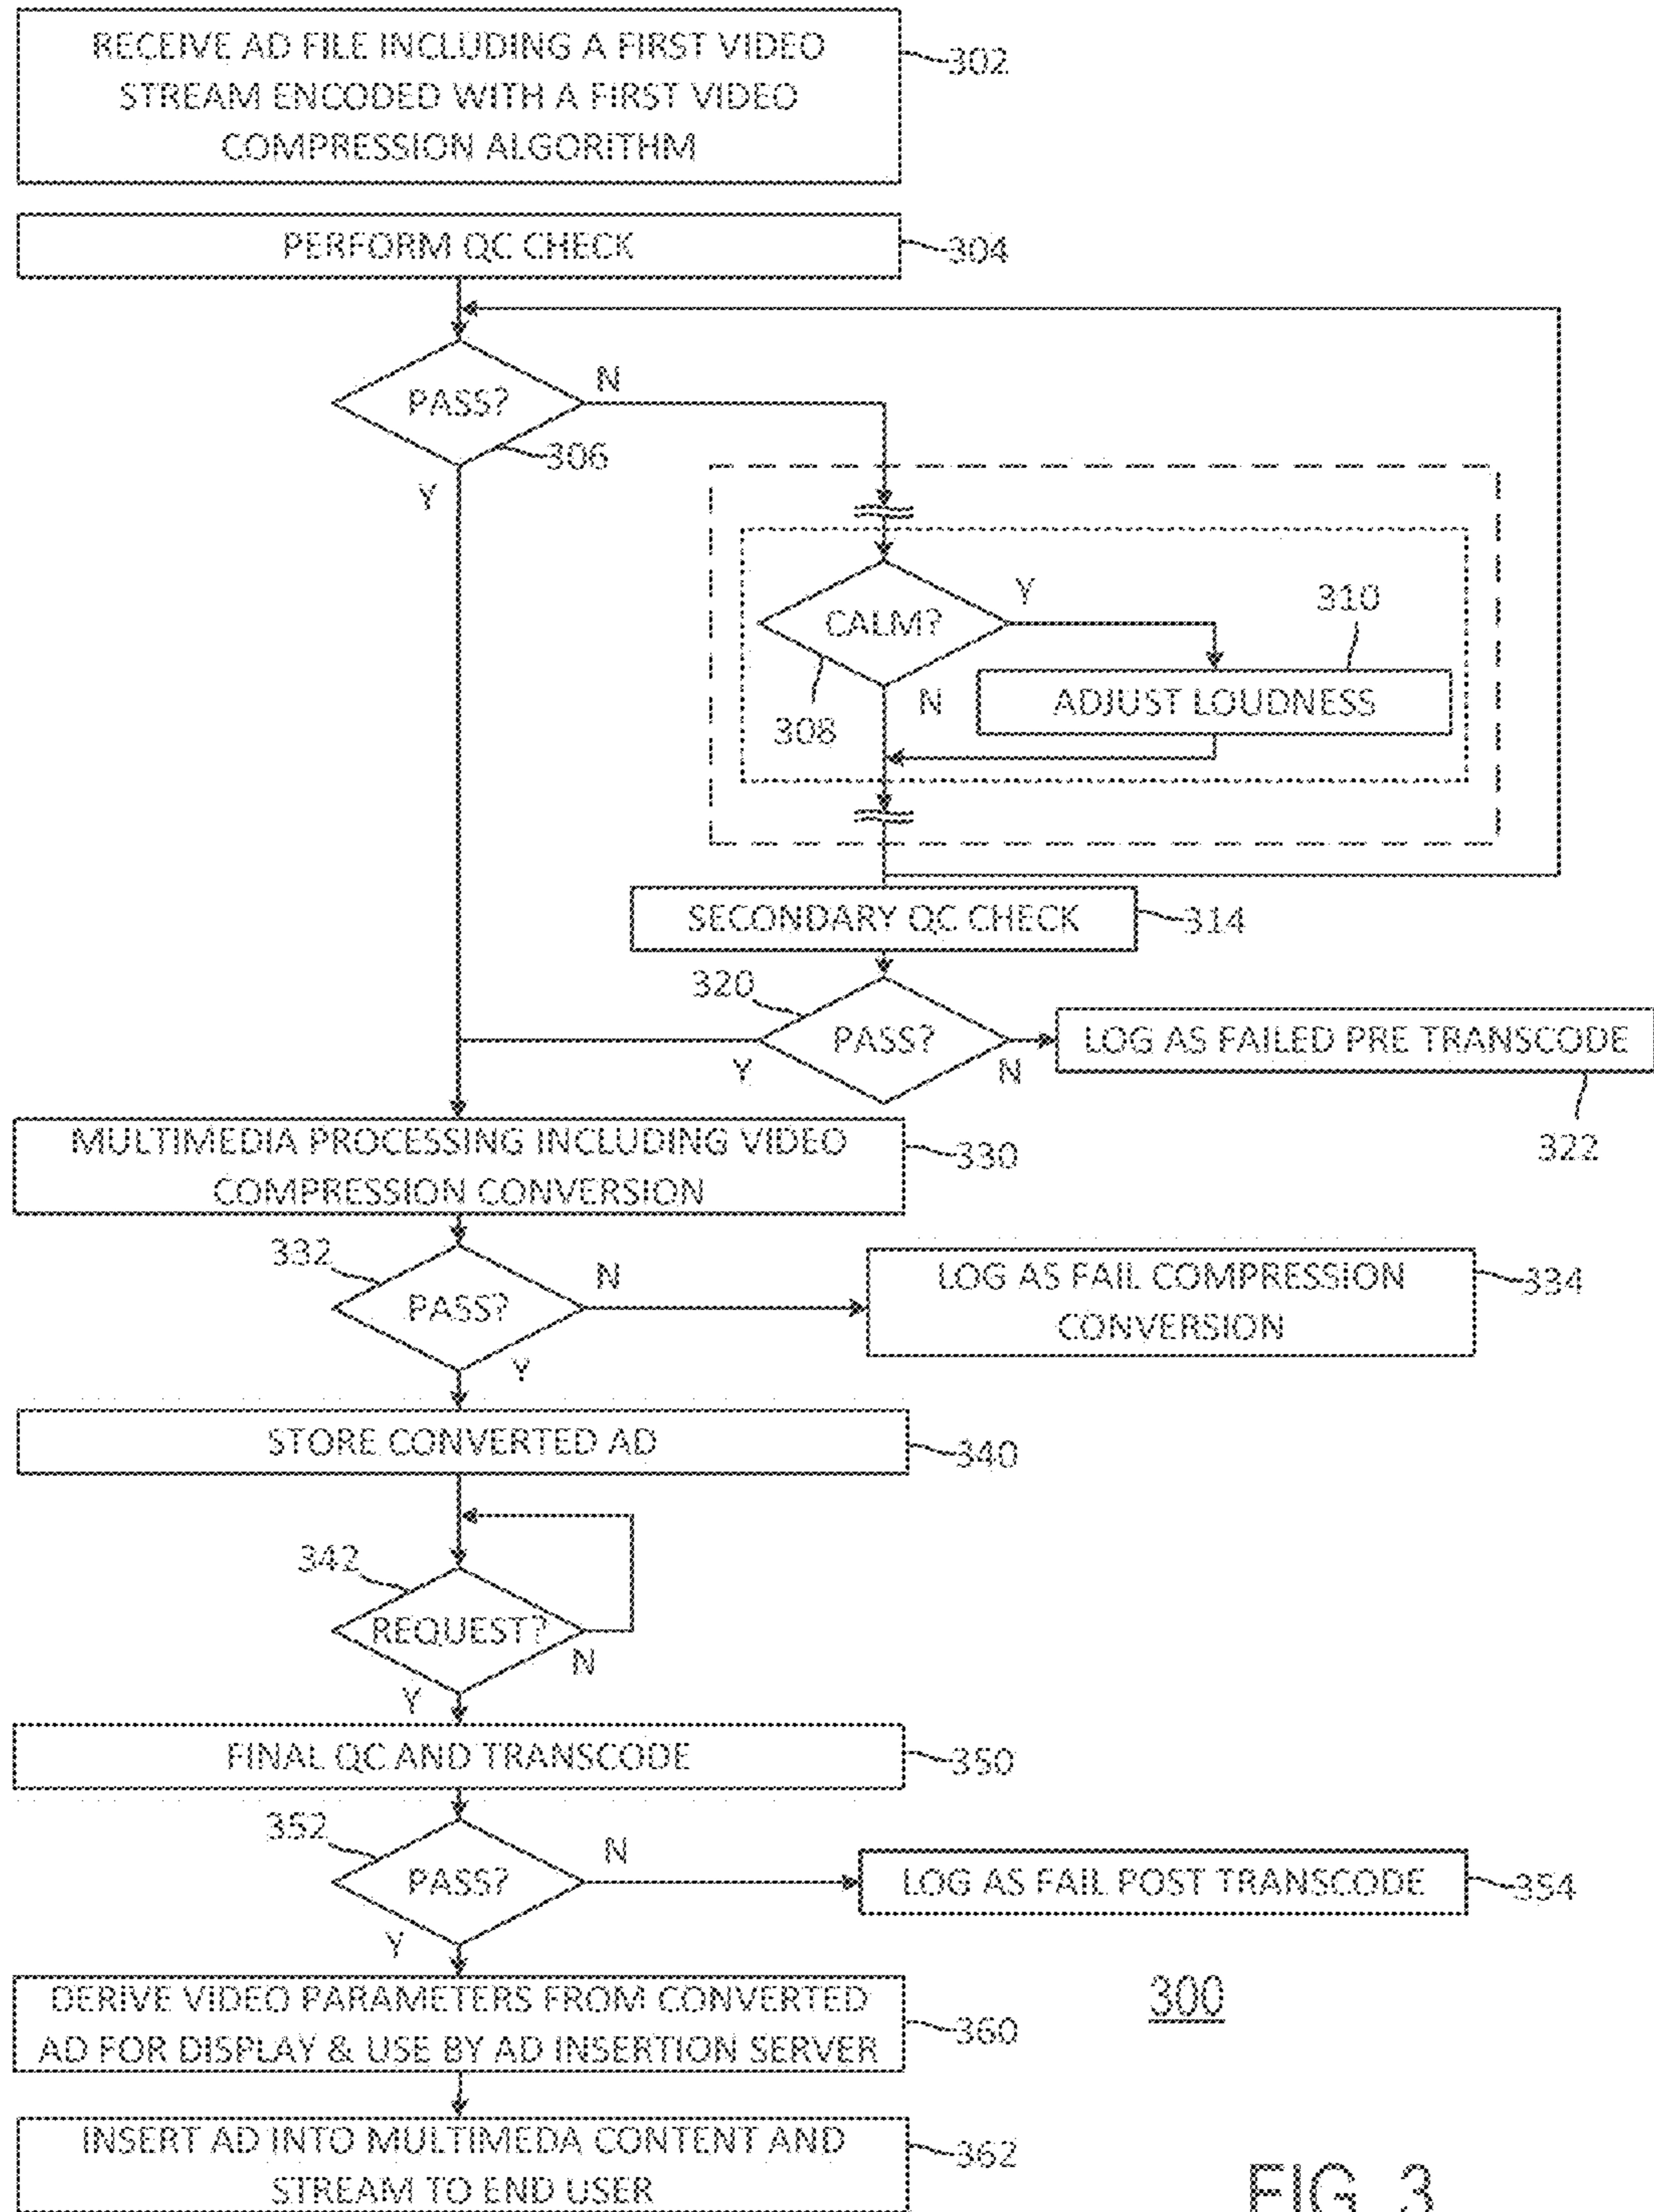 RECEIVE AD FILE INCLUDING A FIRST VIDEO
STREAM ENCODED WITH A FIRST VIDEO
COMPRESSION ALGORITHM
302
PERFORM QC CHECK
304
PASS?
N
306
Y
CALM?
Y
310
ADJUST LOUDNESS
N
308
SECONDARY QC CHECK
314
320
PASS?
Y
N
LOG AS FAILED PRE TRANSCODE
322
MULTIMEDIA PROCESSING INCLUDING VIDEO
COMPRESSION CONVERSION
330
332
PASS?
N
Y
LOG AS FAIL COMPRESSION
CONVERSION
334
STORE CONVERTED AD
340
342
REQUEST?
N
Y
FINAL QC AND TRANSCODE
350
352
PASS?
N
Y
LOG AS FAIL POST TRANSCODE
354
DERIVE VIDEO PARAMETERS FROM CONVERTED
AD FOR DISPLAY & USE BY AD INSERTION SERVER
360
300
INSERT AD INTO MULTIMEDA CONTENT AND
STREAM TO END USER
362
FIG. 3